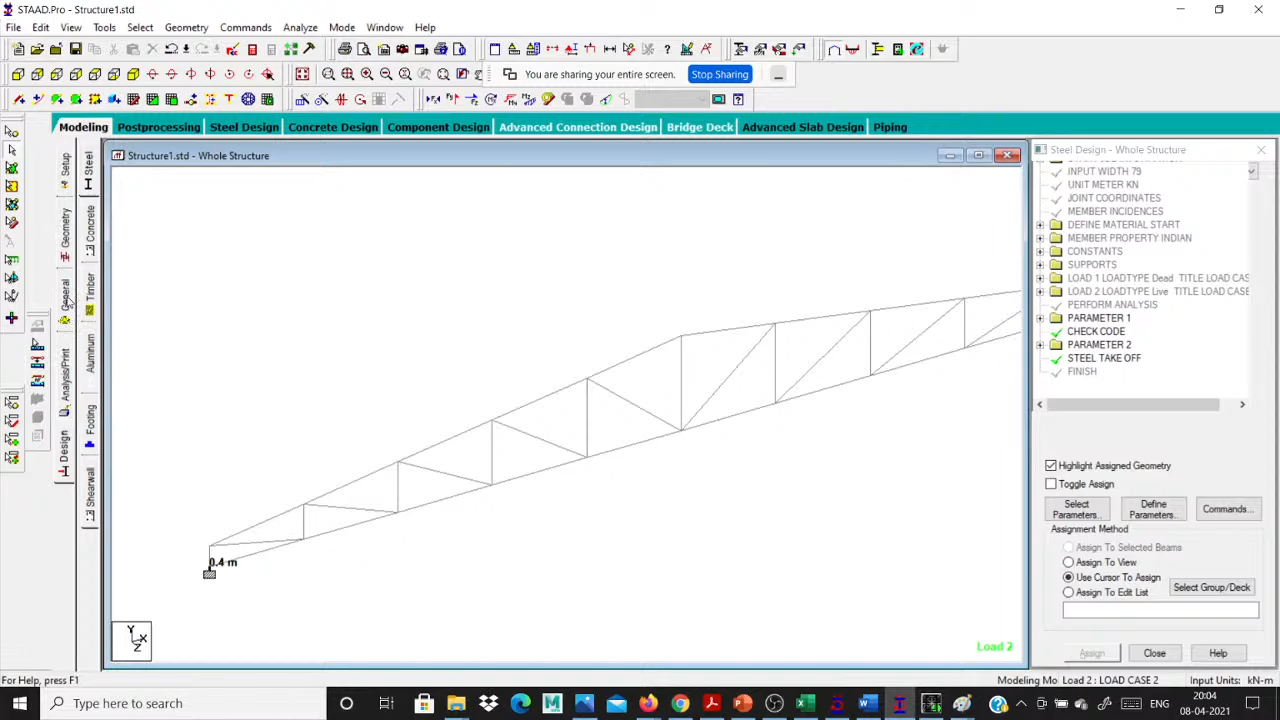 STAAD.Pro - Structure1.std
File Edit View Tools Select Geometry Commands Analyze Mode Window Help
You are sharing your entire screen. Stop Sharing
Modeling Postprocessing Steel Design Concrete Design Component Design Advanced Connection Design Bridge Deck Advanced Slab Design Piping
Setup
Geometry
General
Analysis/Print
Design
Steel
Concrete
Timber
Aluminum
Footing
Shearwall
Structure1.std - Whole Structure
0.4 m
Y
X
Z
Load 2
Steel Design - Whole Structure
INPUT WIDTH 79
UNIT METER KN
JOINT COORDINATES
MEMBER INCIDENCES
DEFINE MATERIAL START
MEMBER PROPERTY INDIAN
CONSTANTS
SUPPORTS
LOAD 1 LOADTYPE Dead TITLE LOAD CASE
LOAD 2 LOADTYPE Live TITLE LOAD CASE
PERFORM ANALYSIS
PARAMETER 1
CHECK CODE
PARAMETER 2
STEEL TAKE OFF
FINISH
Highlight Assigned Geometry
Toggle Assign
Select Parameters..
Define Parameters..
Commands...
Assignment Method
Assign To Selected Beams
Assign To View
Use Cursor To Assign
Select Group/Deck
Assign To Edit List
Assign Close Help
For Help, press F1
Modeling Mo Load 2 : LOAD CASE 2 Input Units: kN-m
Type here to search
20:04
08-04-2021